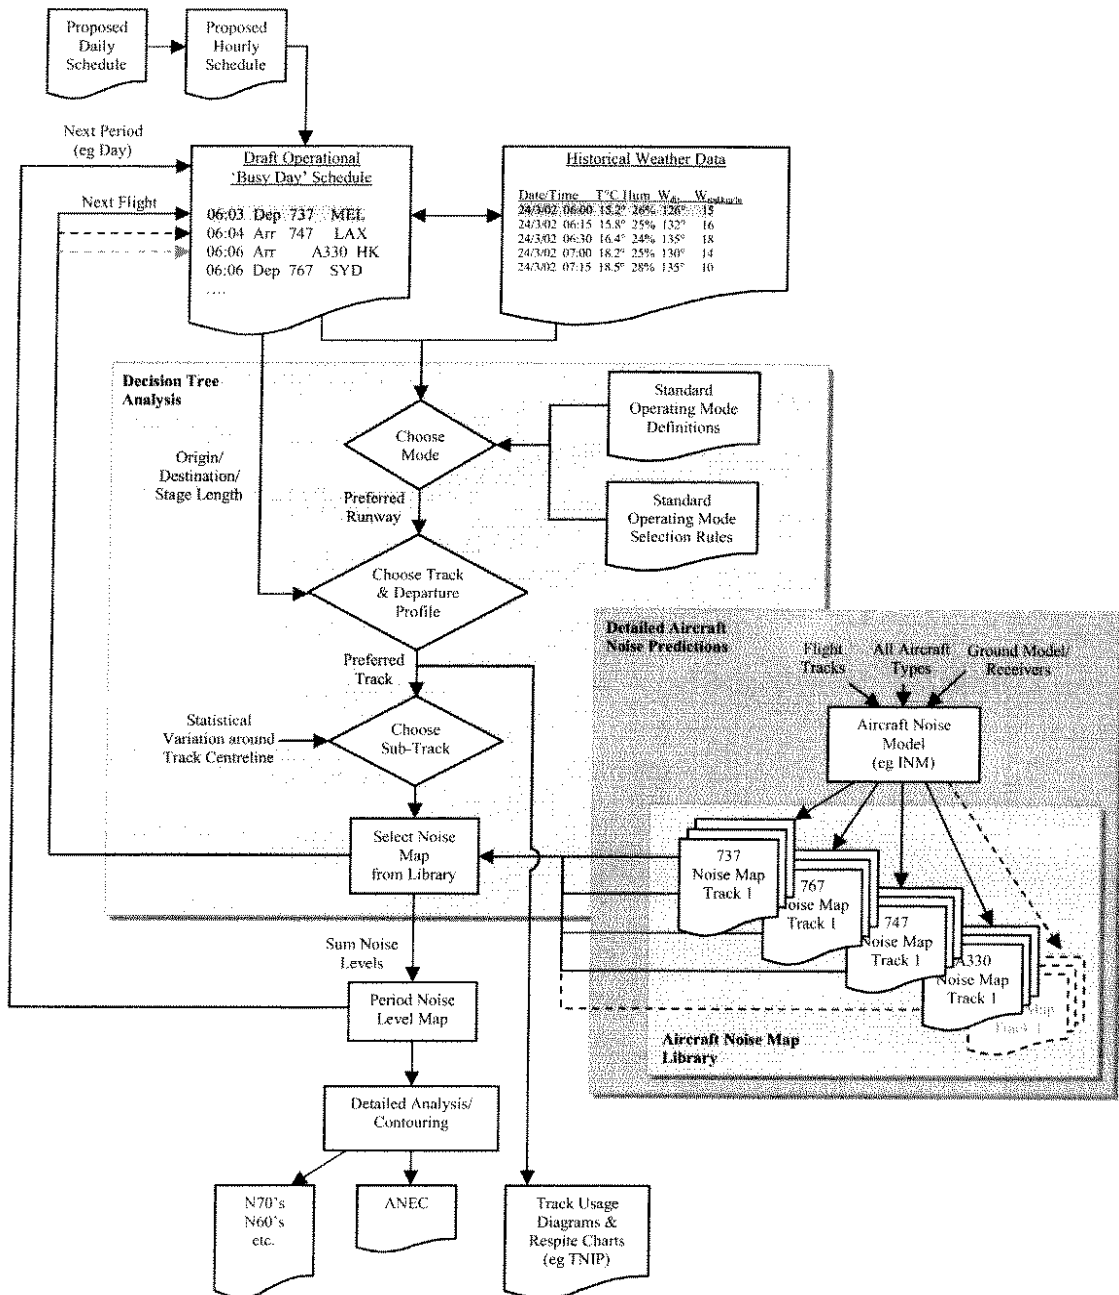 Proposed
Daily
Schedule
Proposed
Hourly
Schedule
Next Period
(eg Day)
Draft Operational
'Busy Day' Schedule
06:03 Dep 737 MEL
06:04 Arr 747 LAX
06:06 Arr A330 HK
06:06 Dep 767 SYD
....
Next Flight
Historical Weather Data
Date/Time T°C Hum Wdir
24/3/02 06:00 15.2° 26% 126° 15
24/3/02 06:15 15.8° 25% 132° 16
24/3/02 06:30 16.4° 24% 135° 18
24/3/02 07:00 18.2° 25% 130° 14
24/3/02 07:15 18.5° 28% 135° 10
Decision Tree
Analysis
Choose
Mode
Standard
Operating Mode
Definitions
Origin/
Destination/
Stage Length
Preferred
Runway
Standard
Operating Mode
Selection Rules
Choose Track
& Departure
Profile
Preferred
Track
Statistical
Variation around
Track Centreline
Choose
Sub-Track
Select Noise
Map
from Library
Detailed Aircraft
Noise Predictions
Flight
Tracks
All Aircraft
Types
Ground Model/
Receivers
Aircraft Noise
Model
(eg INM)
737
Noise Map
Track 1
767
Noise Map
Track 1
747
Noise Map
Track 1
A330
Noise Map
Track 1
Map
Track 1
Aircraft Noise Map
Library
Sum Noise
Levels
Period Noise
Level Map
Detailed Analysis/
Contouring
N70's
N60's
etc.
ANEC
Track Usage
Diagrams &
Respite Charts
(eg TNIP)